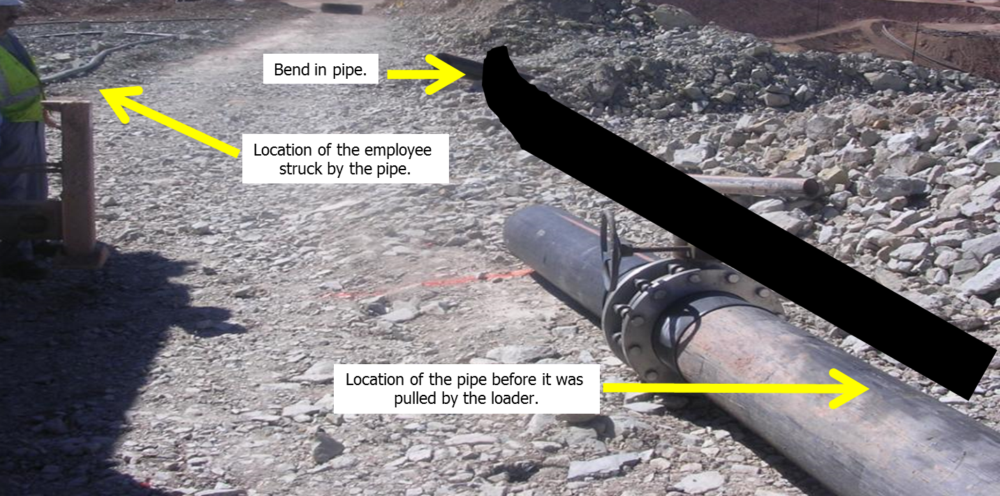 Bend in pipe.
Location of the employee
struck by the pipe.
Location of the pipe before it was
pulled by the loader.